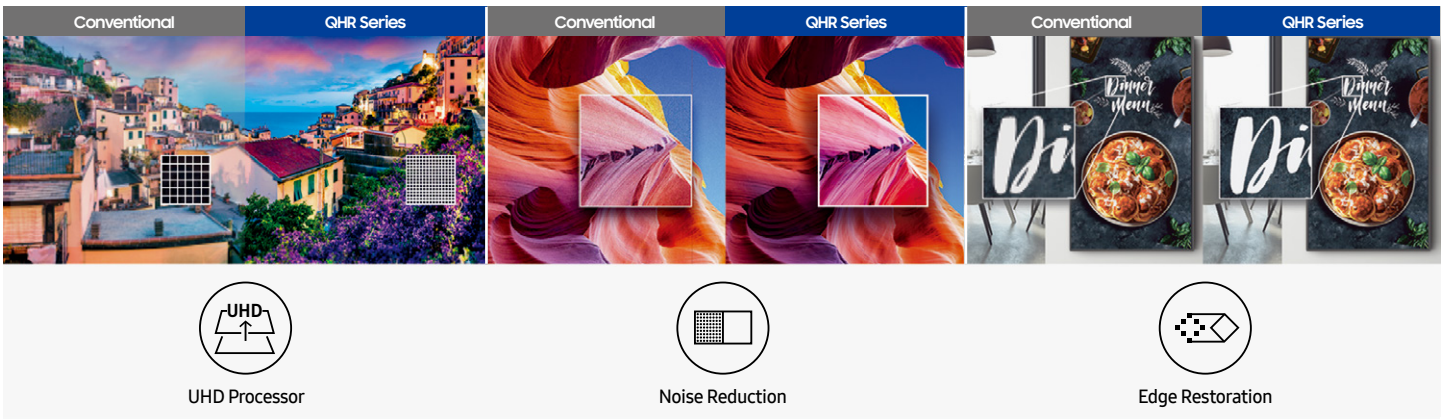 Conventional
QHR Series
Conventional
QHR Series
Conventional
QHR Series
Dinner
Menu
Di
Dinner
Menu
Di
UHD
UHD Processor
Noise Reduction
Edge Restoration